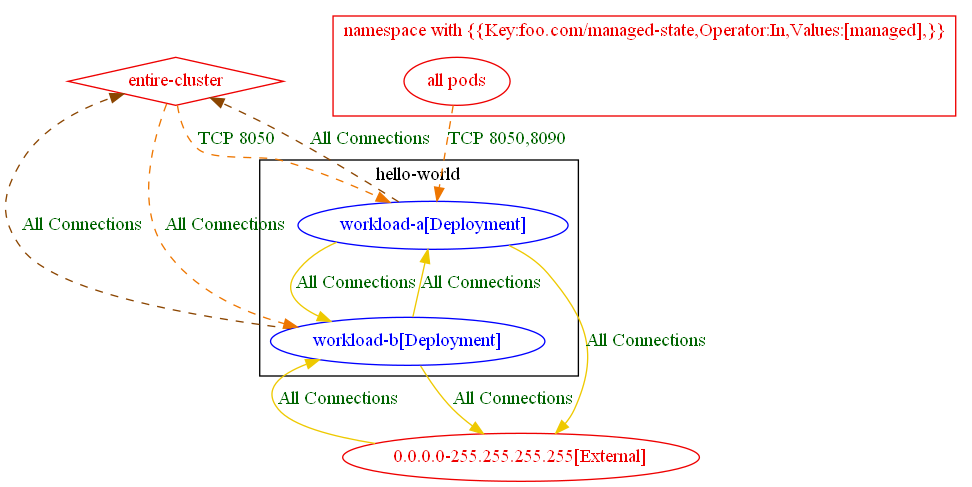 namespace with {{Key:foo.com/managed-state,Operator:In,Values:[managed],}}
entire-cluster
all pods
TCP 8050
All Connections
TCP 8050,8090
hello-world
All Connections
All Connections
workload-a[Deployment]
All Connections
All Connections
workload-b[Deployment]
All Connections
All Connections
All Connections
0.0.0.0-255.255.255.255[External]